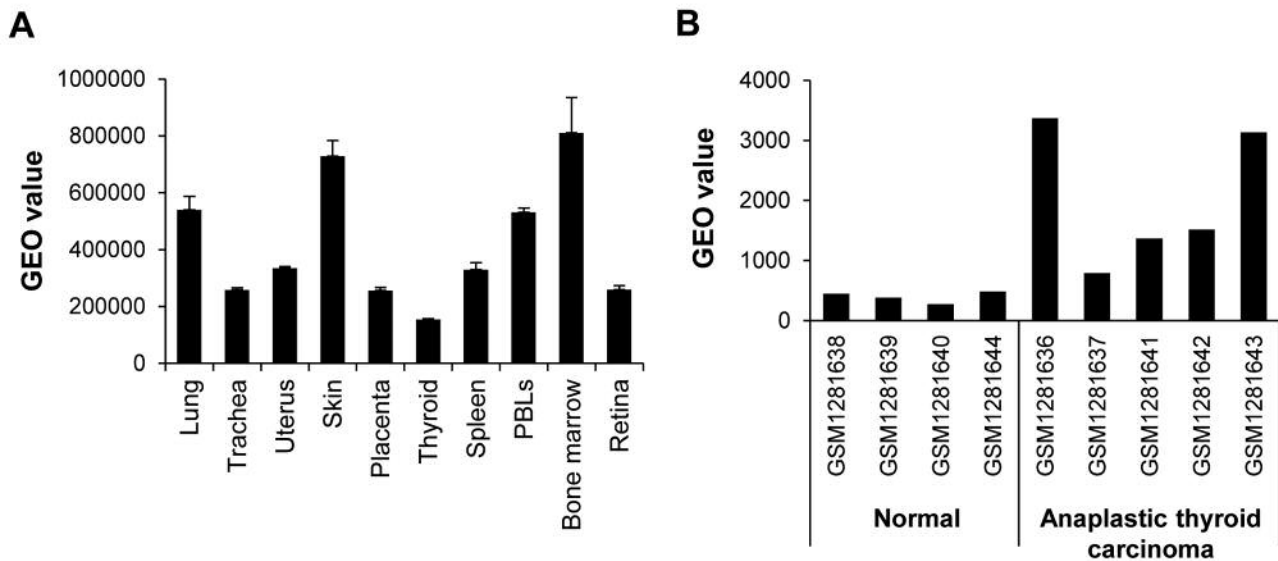 A
GEO value
1000000
800000
600000
400000
200000
0
Lung
Trachea
Uterus
Skin
Placenta
Thyroid
Spleen
PBLs
Bone marrow
Retina
B
GEO value
4000
3000
2000
1000
0
GSM1281638
GSM1281639
GSM1281640
GSM1281644
GSM1281636
GSM1281637
GSM1281641
GSM1281642
GSM1281643
Normal
Anaplastic thyroid
carcinoma